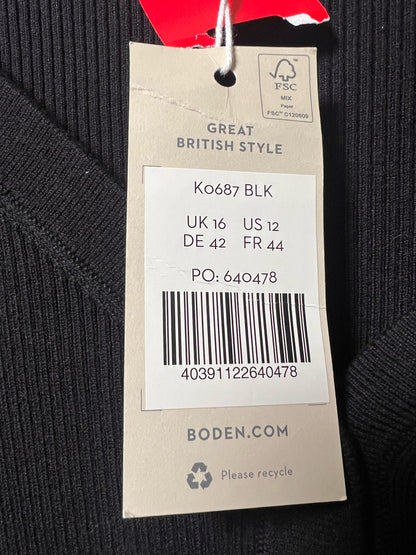 FSC
MIX
Paper
FSC™ C120609
GREAT
BRITISH STYLE
K0687 BLK
UK 16 US 12
DE 42 FR 44
PO: 640478
40391122640478
BODEN.COM
Please recycle